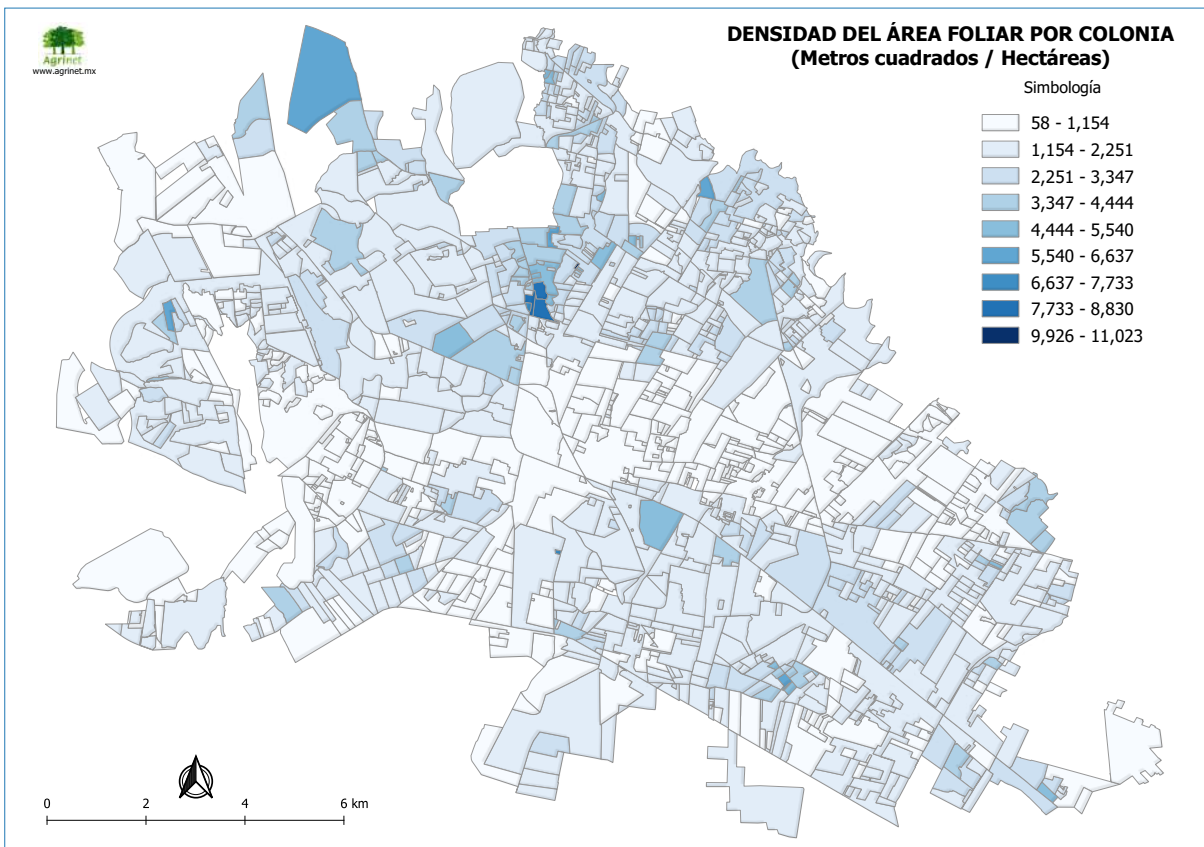 Agrinet
www.agrinet.mx
DENSIDAD DEL ÁREA FOLIAR POR COLONIA
(Metros cuadrados / Hectáreas)
Simbología
58 - 1,154
1,154 - 2,251
2,251 - 3,347
3,347 - 4,444
4,444 - 5,540
5,540 - 6,637
6,637 - 7,733
7,733 - 8,830
9,926 - 11,023
0 2 4 6 km